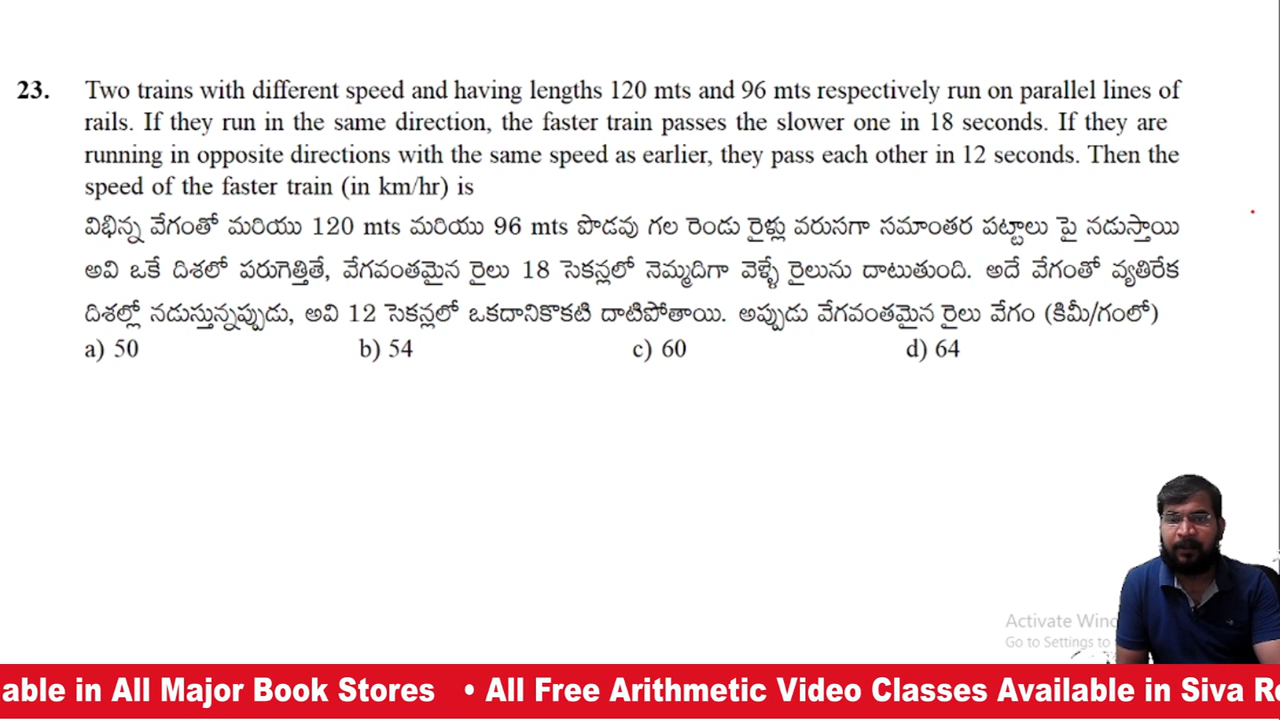 23. Two trains with different speed and having lengths 120 mts and 96 mts respectively run on parallel lines of
rails. If they run in the same direction, the faster train passes the slower one in 18 seconds. If they are
running in opposite directions with the same speed as earlier, they pass each other in 12 seconds. Then the
speed of the faster train (in km/hr) is
విభిన్న వేగంతో మరియు 120 mts మరియు 96 mts పొడవు గల రెండు రైళ్లు వరుసగా సమాంతర పట్టాలు పై నడుస్తాయి
అవి ఒకే దిశలో పరుగెత్తితే, వేగవంతమైన రైలు 18 సెకన్లలో నెమ్మదిగా వెళ్ళే రైలును దాటుతుంది. అదే వేగంతో వ్యతిరేక
దిశల్లో నడుస్తున్నప్పుడు, అవి 12 సెకన్లలో ఒకదానికొకటి దాటిపోతాయి. అప్పుడు వేగవంతమైన రైలు వేగం (కిమీ/గంలో)
a) 50 b) 54 c) 60 d) 64
Activate Wind
Go to Settings to
able in All Major Book Stores • All Free Arithmetic Video Classes Available in Siva R